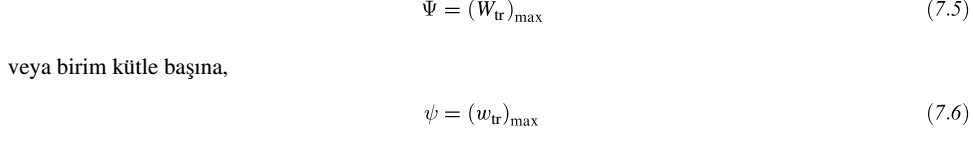 Ψ = (W_tr)_max (7.5)
veya birim kütle başına,
ψ = (w_tr)_max (7.6)